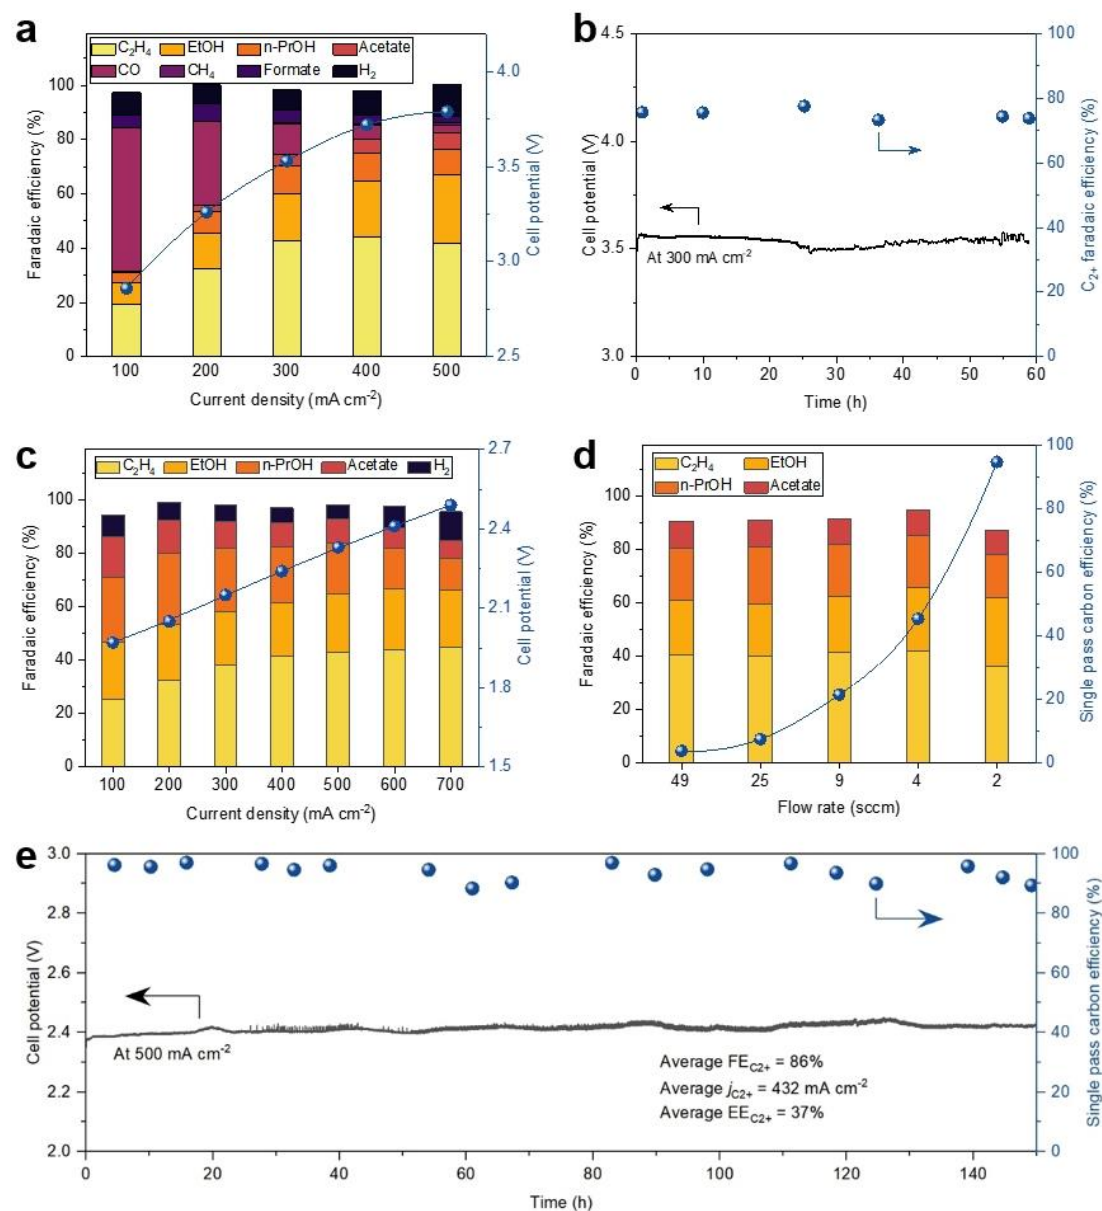 a
C₂H₄ EtOH n-PrOH Acetate
CO CH₄ Formate H₂
Faradaic efficiency (%)
0 20 40 60 80 100
100 200 300 400 500
Current density (mA cm⁻²)
2.5 3.0 3.5 4.0
Cell potential (V)
b
Cell potential (V)
3.0 3.5 4.0 4.5
At 300 mA cm⁻²
0 10 20 30 40 50 60
Time (h)
0 20 40 60 80 100
C₂₊ faradaic efficiency (%)
c
C₂H₄ EtOH n-PrOH Acetate H₂
Faradaic efficiency (%)
0 20 40 60 80 100
100 200 300 400 500 600 700
Current density (mA cm⁻²)
1.5 1.8 2.1 2.4 2.7
Cell potential (V)
d
C₂H₄ EtOH
n-PrOH Acetate
Faradaic efficiency (%)
0 20 40 60 80 100
49 25 9 4 2
Flow rate (sccm)
0 10 20 30 40 50 60 70 80 90 100
Single pass carbon efficiency (%)
e
Cell potential (V)
2.0 2.2 2.4 2.6 2.8 3.0
At 500 mA cm⁻²
Average FE_C2+ = 86%
Average j_C2+ = 432 mA cm⁻²
Average EE_C2+ = 37%
0 20 40 60 80 100 120 140
Time (h)
0 20 40 60 80 100
Single pass carbon efficiency (%)